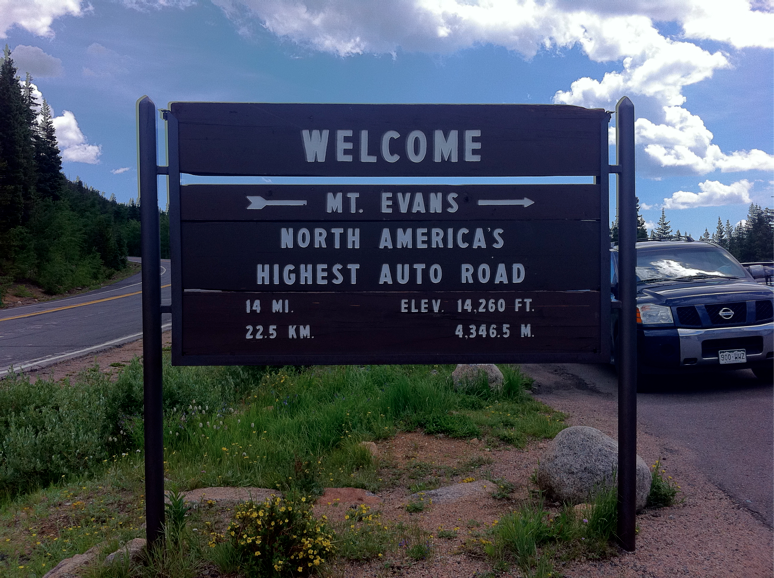 WELCOME
MT. EVANS
NORTH AMERICA'S
HIGHEST AUTO ROAD
14 MI. ELEV. 14,260 FT.
22.5 KM. 4,346.5 M.
NISSAN